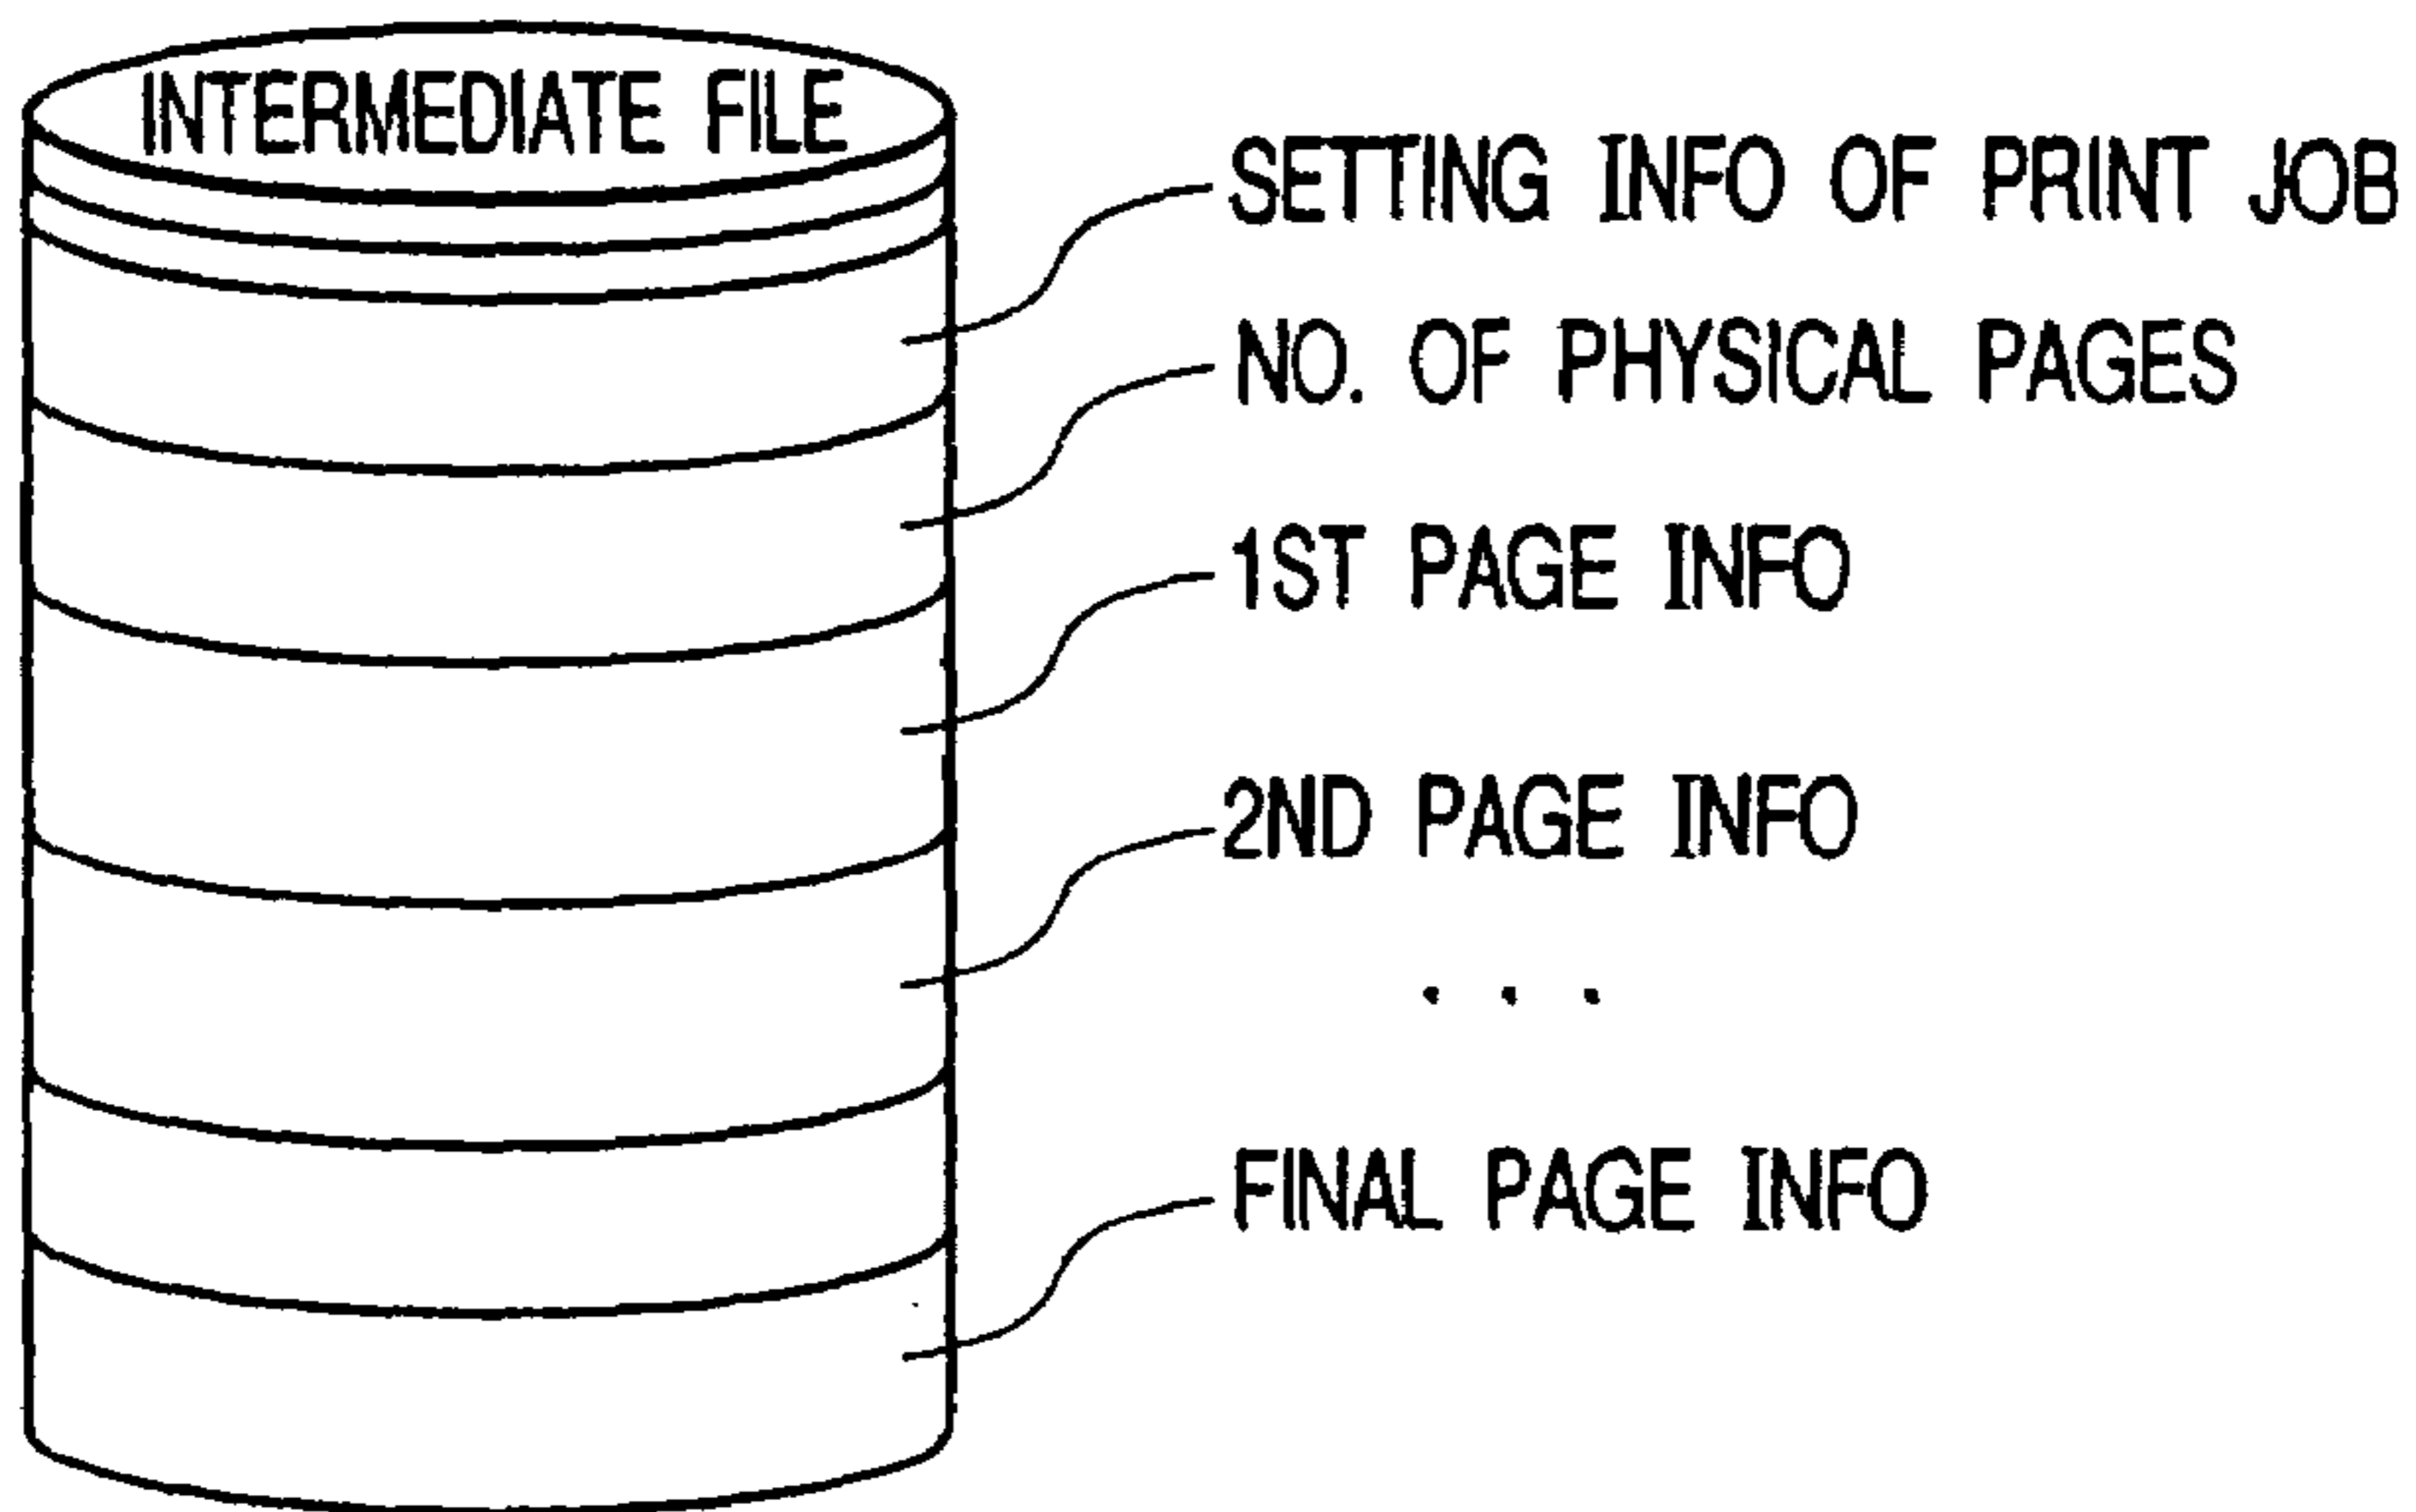 INTERMEDIATE FILE
SETTING INFO OF PRINT JOB
NO. OF PHYSICAL PAGES
1ST PAGE INFO
2ND PAGE INFO
. . .
FINAL PAGE INFO